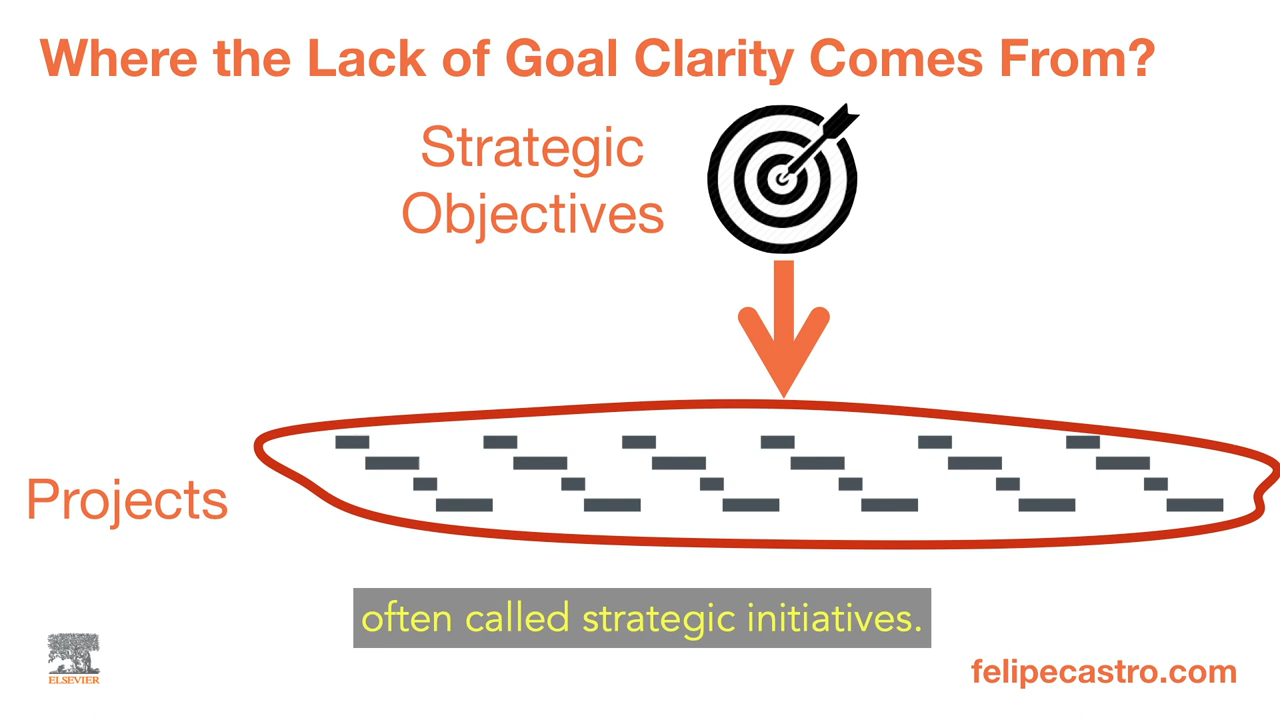 Where the Lack of Goal Clarity Comes From?
Strategic
Objectives
Projects
often called strategic initiatives.
ELSEVIER
felipecastro.com